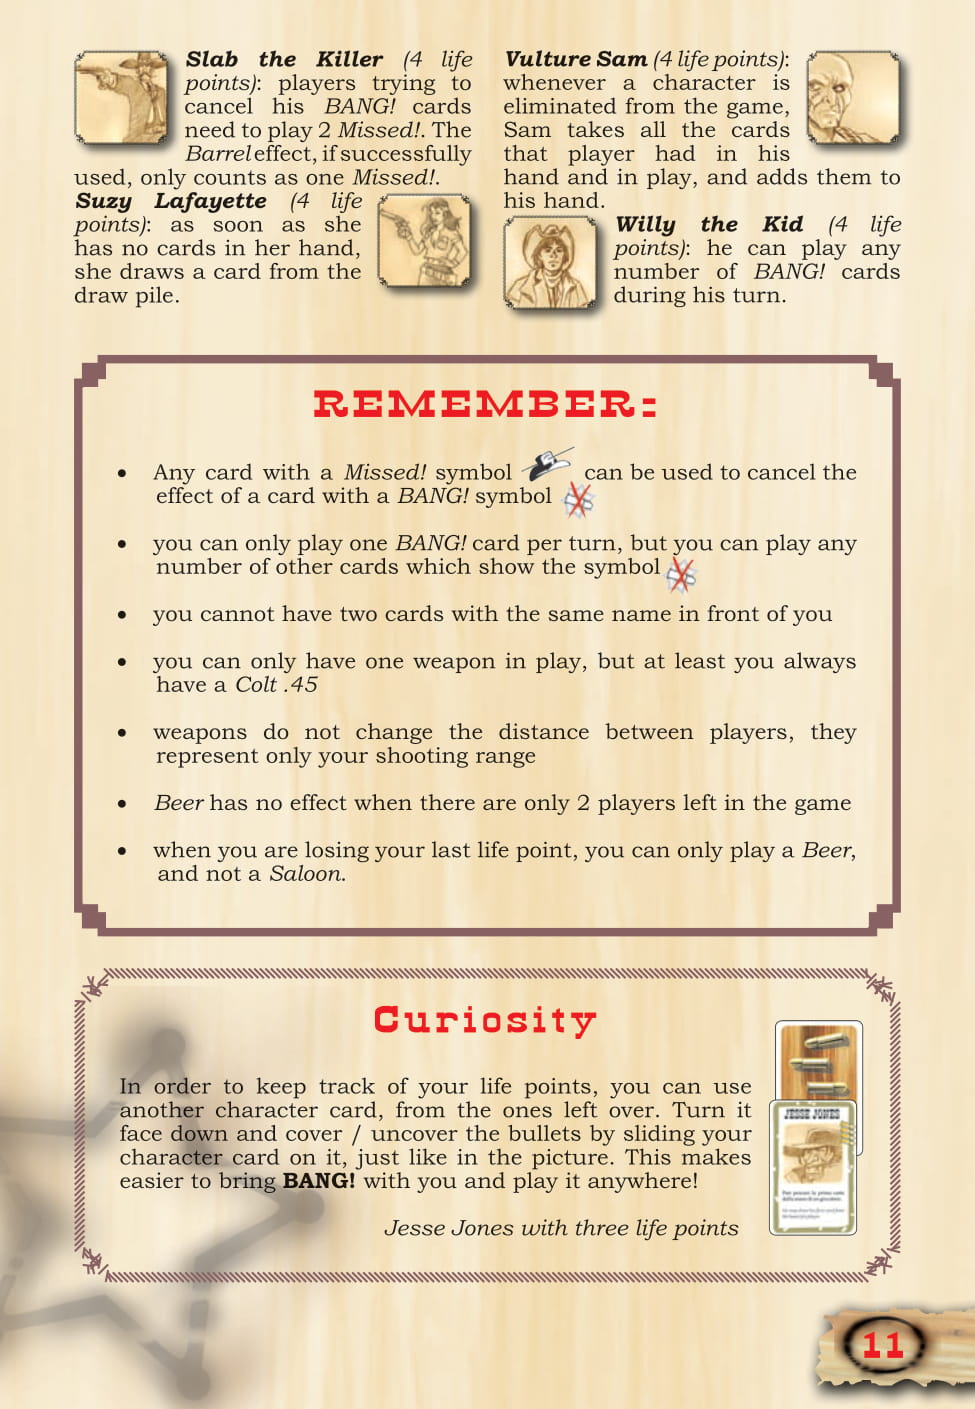 Slab the Killer (4 life
points): players trying to
cancel his BANG! cards
need to play 2 Missed!. The
Barrel effect, if successfully
used, only counts as one Missed!.
Suzy Lafayette (4 life
points): as soon as she
has no cards in her hand,
she draws a card from the
draw pile.
Vulture Sam (4 life points):
whenever a character is
eliminated from the game,
Sam takes all the cards
that player had in his
hand and in play, and adds them to
his hand.
Willy the Kid (4 life
points): he can play any
number of BANG! cards
during his turn.
REMEMBER:
• Any card with a Missed! symbol can be used to cancel the
effect of a card with a BANG! symbol
• you can only play one BANG! card per turn, but you can play any
number of other cards which show the symbol
• you cannot have two cards with the same name in front of you
• you can only have one weapon in play, but at least you always
have a Colt .45
• weapons do not change the distance between players, they
represent only your shooting range
• Beer has no effect when there are only 2 players left in the game
• when you are losing your last life point, you can only play a Beer,
and not a Saloon.
Curiosity
In order to keep track of your life points, you can use
another character card, from the ones left over. Turn it
face down and cover / uncover the bullets by sliding your
character card on it, just like in the picture. This makes
easier to bring BANG! with you and play it anywhere!
Jesse Jones with three life points
JESSE JONES
11